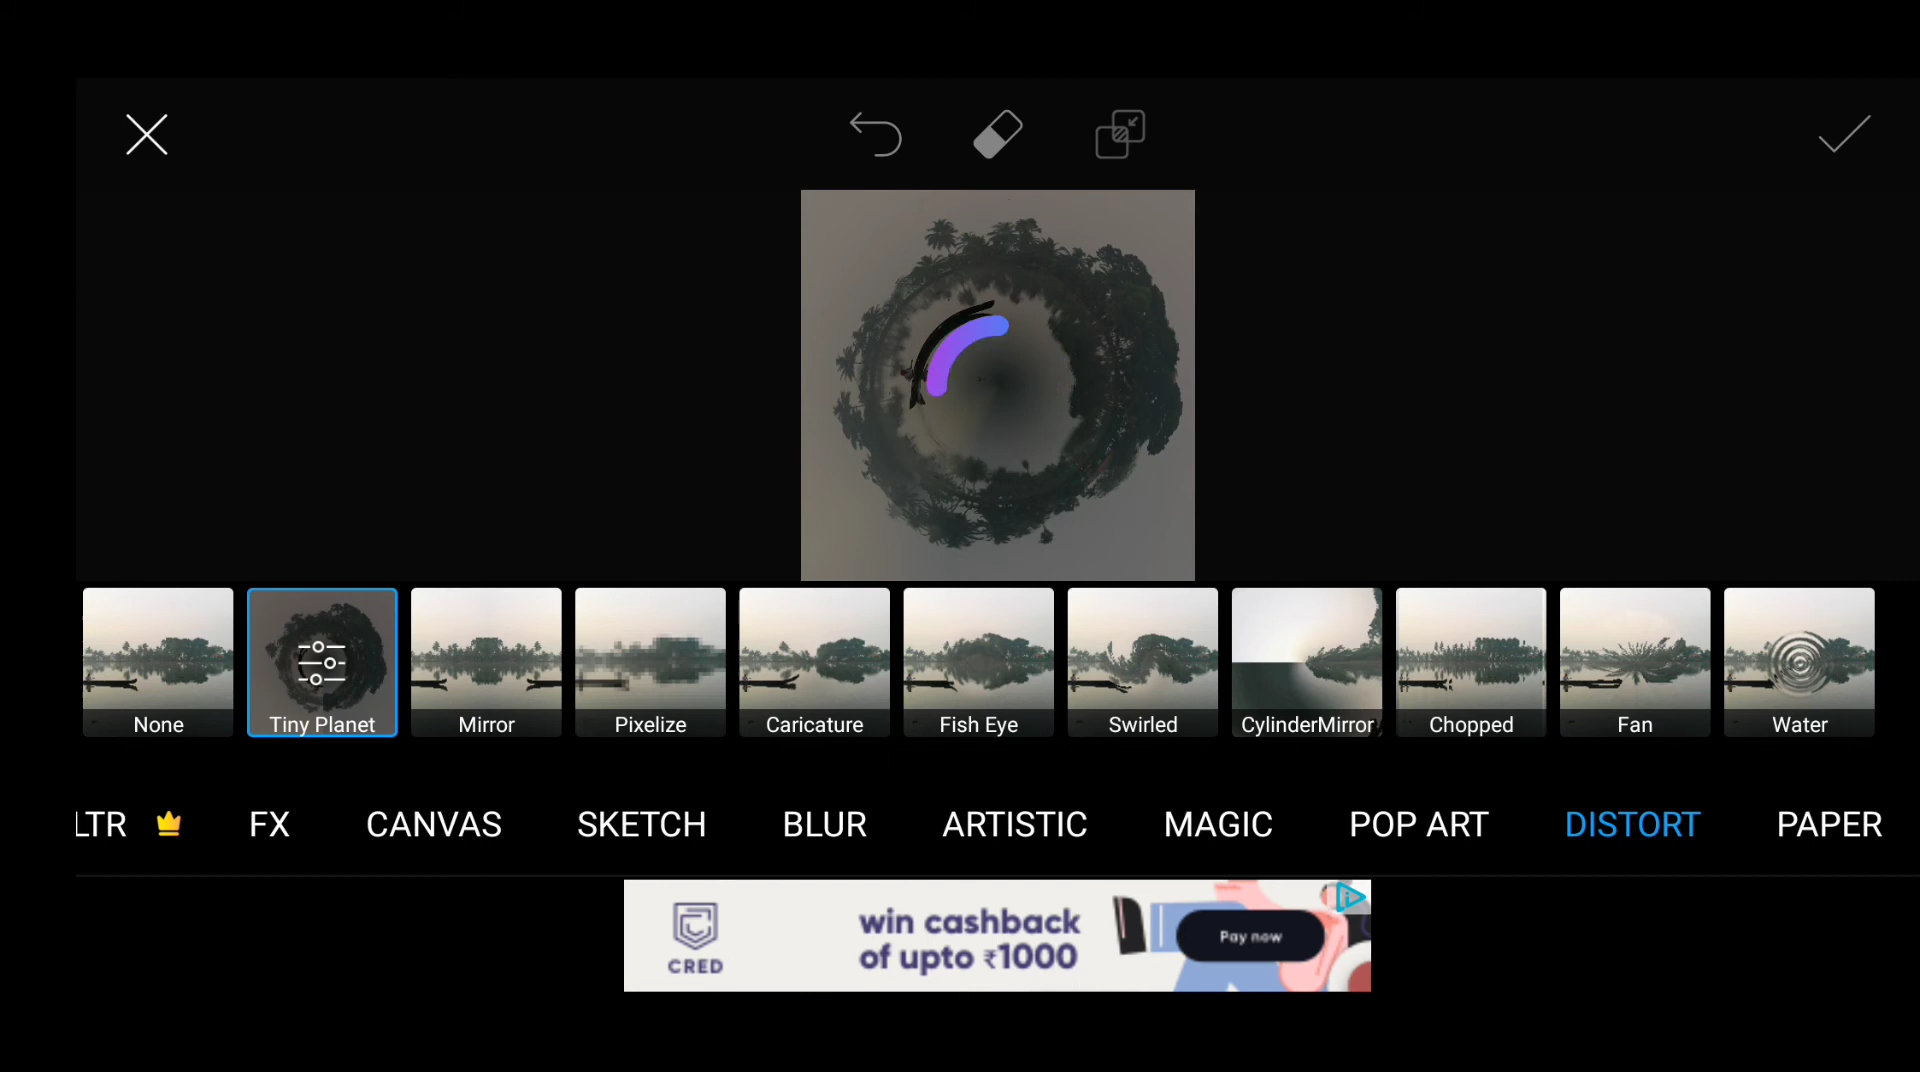 None
Tiny Planet
Mirror
Pixelize
Caricature
Fish Eye
Swirled
CylinderMirror
Chopped
Fan
Water
LTR
FX
CANVAS
SKETCH
BLUR
ARTISTIC
MAGIC
POP ART
DISTORT
PAPER
CRED
win cashback
of upto ₹1000
Pay now